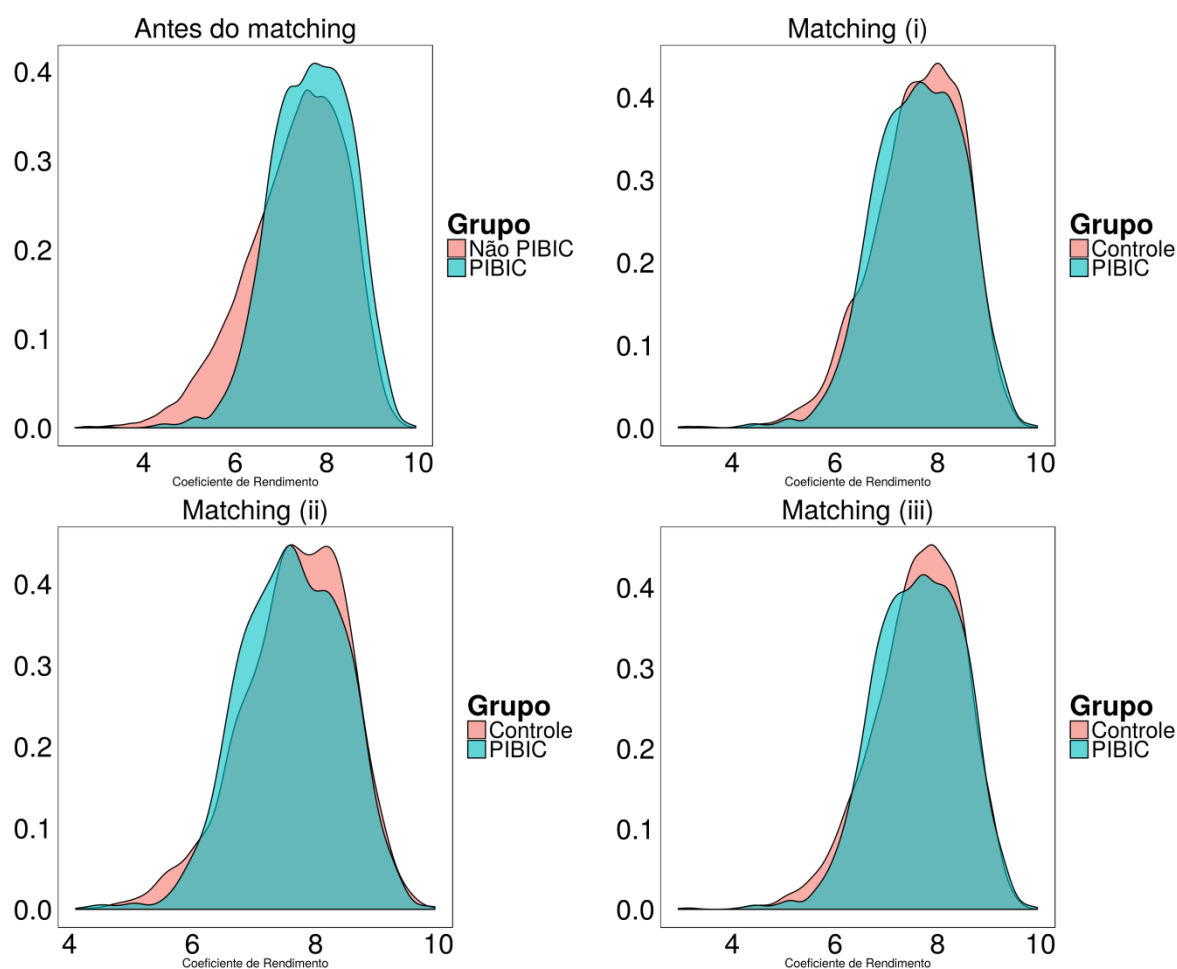 Antes do matching
0.4
0.3
0.2
0.1
0.0
4 6 8 10
Coeficiente de Rendimento
Grupo
Não PIBIC
PIBIC
Matching (i)
0.4
0.3
0.2
0.1
0.0
4 6 8 10
Coeficiente de Rendimento
Grupo
Controle
PIBIC
Matching (ii)
0.4
0.3
0.2
0.1
0.0
4 6 8 10
Coeficiente de Rendimento
Grupo
Controle
PIBIC
Matching (iii)
0.4
0.3
0.2
0.1
0.0
4 6 8 10
Coeficiente de Rendimento
Grupo
Controle
PIBIC